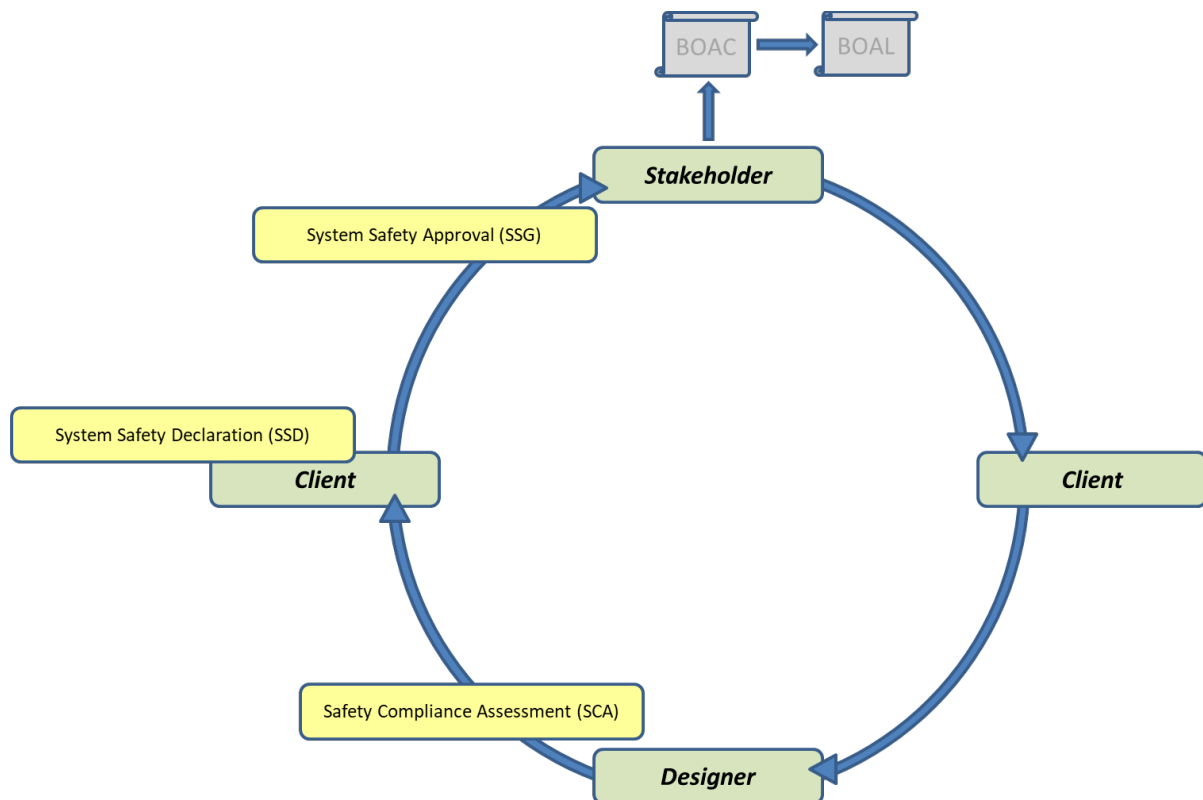 BOAC
BOAL
Stakeholder
System Safety Approval (SSG)
System Safety Declaration (SSD)
Client
Client
Safety Compliance Assessment (SCA)
Designer